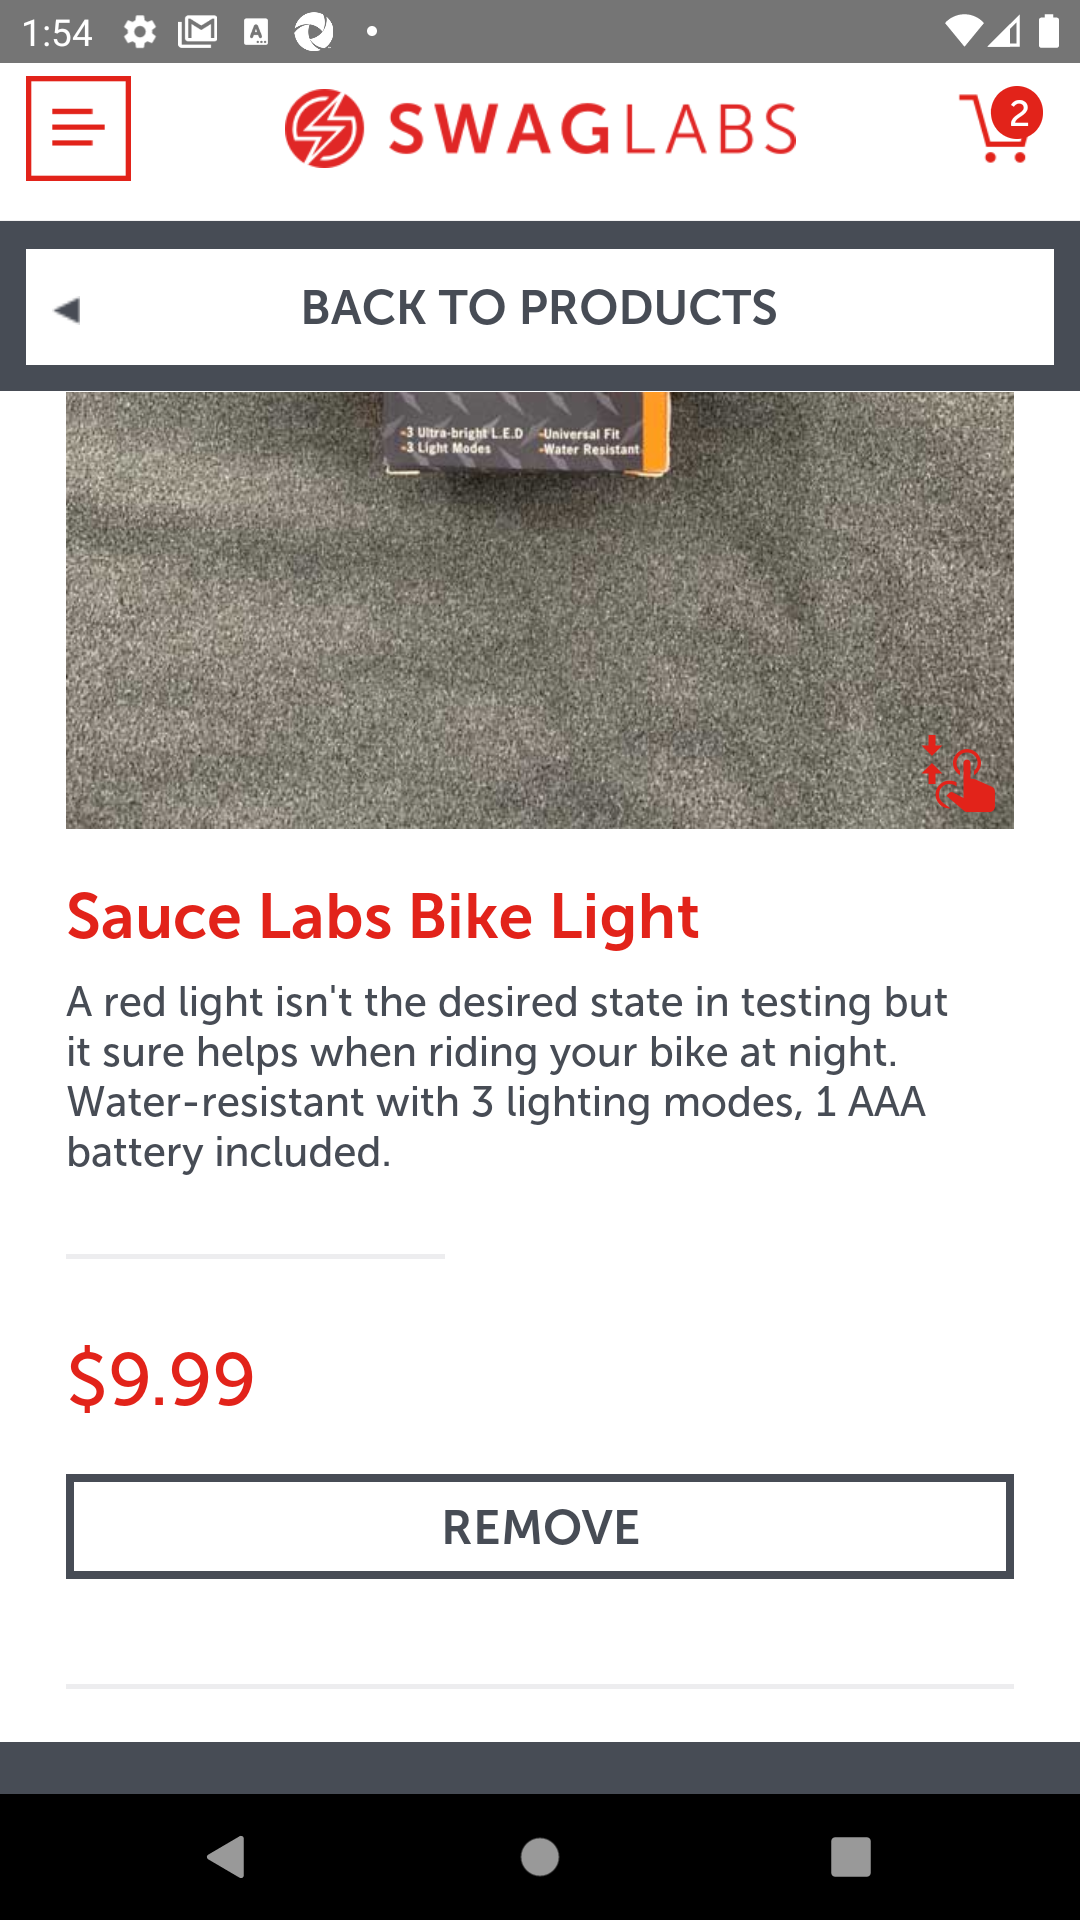 1:54
SWAGLABS
2
BACK TO PRODUCTS
-3 Ultra-bright L.E.D -Universal Fit
-3 Light Modes -Water Resistant
Sauce Labs Bike Light
A red light isn't the desired state in testing but
it sure helps when riding your bike at night.
Water-resistant with 3 lighting modes, 1 AAA
battery included.
$9.99
REMOVE